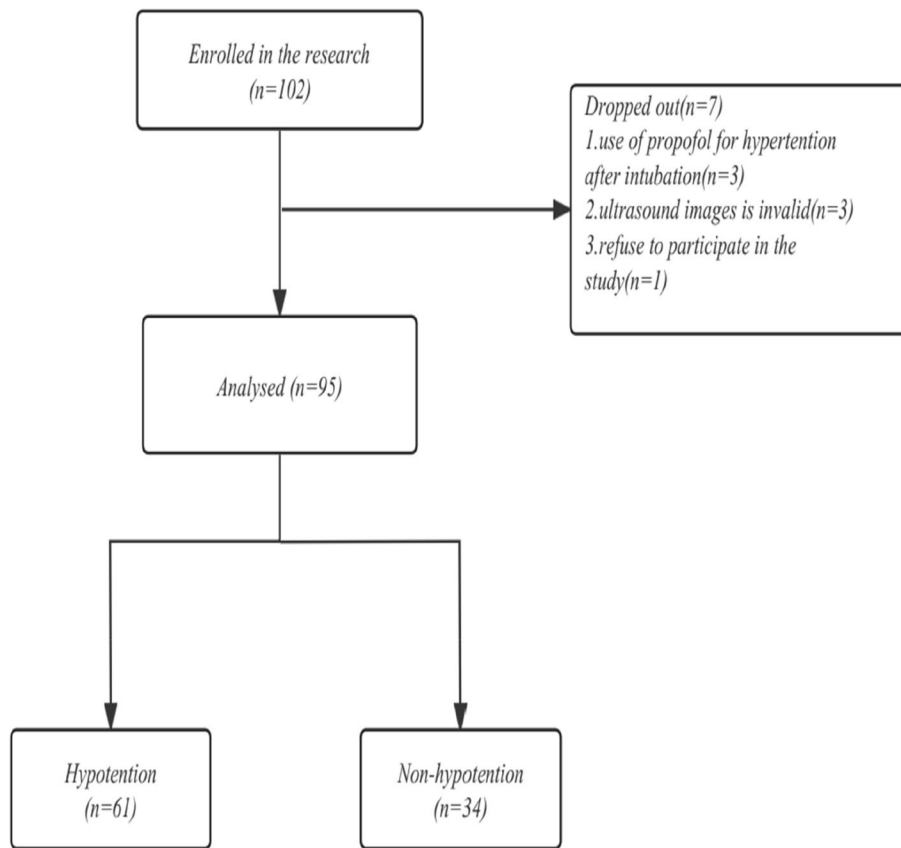 Enrolled in the research
(n=102)
Dropped out(n=7)
1.use of propofol for hypertention
after intubation(n=3)
2.ultrasound images is invalid(n=3)
3.refuse to participate in the
study(n=1)
Analysed (n=95)
Hypotention
(n=61)
Non-hypotention
(n=34)